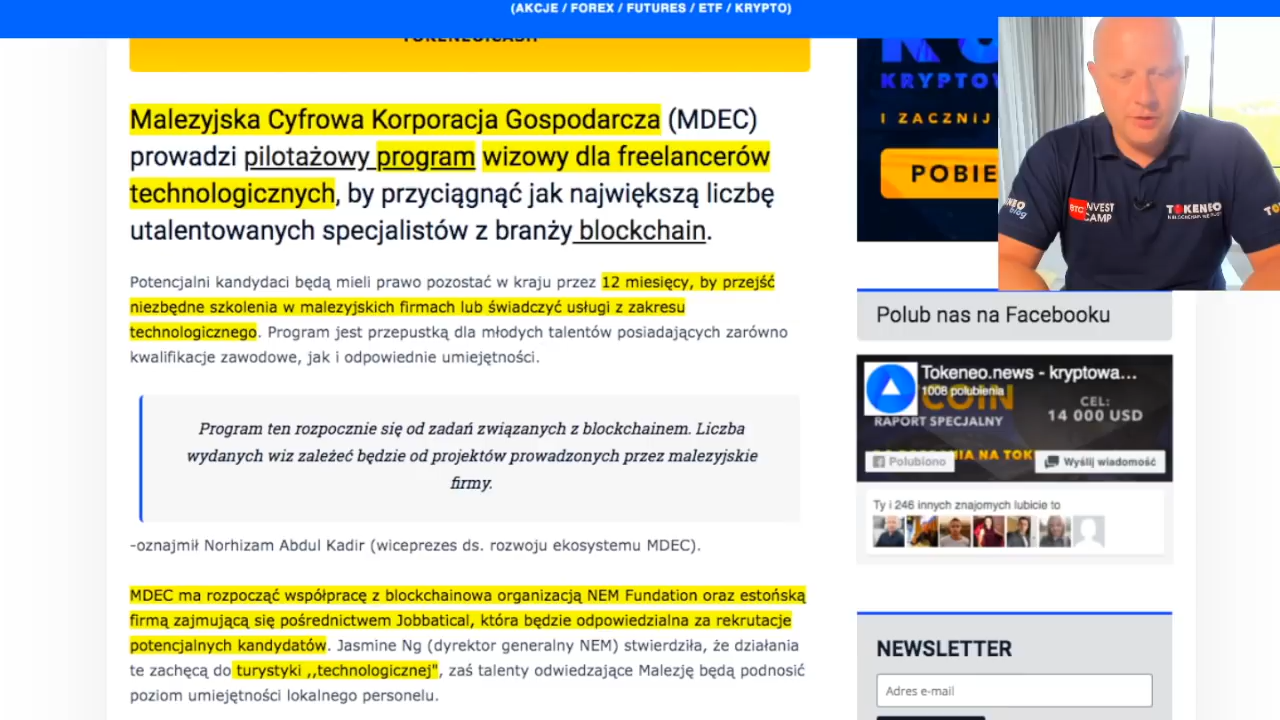 (AKCJE / FOREX / FUTURES / ETF / KRYPTO)
Malezyjska Cyfrowa Korporacja Gospodarcza (MDEC)
prowadzi pilotażowy program wizowy dla freelancerów
technologicznych, by przyciągnąć jak największą liczbę
utalentowanych specjalistów z branży blockchain.
Potencjalni kandydaci będą mieli prawo pozostać w kraju przez 12 miesięcy, by przejść
niezbędne szkolenia w malezyjskich firmach lub świadczyć usługi z zakresu
technologicznego. Program jest przepustką dla młodych talentów posiadających zarówno
kwalifikacje zawodowe, jak i odpowiednie umiejętności.
Program ten rozpocznie się od zadań związanych z blockchainem. Liczba
wydanych wiz zależeć będzie od projektów prowadzonych przez malezyjskie
firmy.
-oznajmił Norhizam Abdul Kadir (wiceprezes ds. rozwoju ekosystemu MDEC).
MDEC ma rozpocząć współpracę z blockchainowa organizacją NEM Fundation oraz estońską
firmą zajmującą się pośrednictwem Jobbatical, która będzie odpowiedzialna za rekrutacje
potencjalnych kandydatów. Jasmine Ng (dyrektor generalny NEM) stwierdziła, że działania
te zachęcą do turystyki ,,technologicznej", zaś talenty odwiedzające Malezję będą podnosić
poziom umiejętności lokalnego personelu.
KRYPTOW
I ZACZNIJ
POBIE
BTC INVEST
CAMP
TOKENEO
blog
Polub nas na Facebooku
Tokeneo.news - kryptowa...
1008 polubienia
COIN
CEL:
14 000 USD
RAPORT SPECJALNY
NIA NA TOK
Polubiono
Wyślij wiadomość
Ty i 246 innych znajomych lubicie to
NEWSLETTER
Adres e-mail